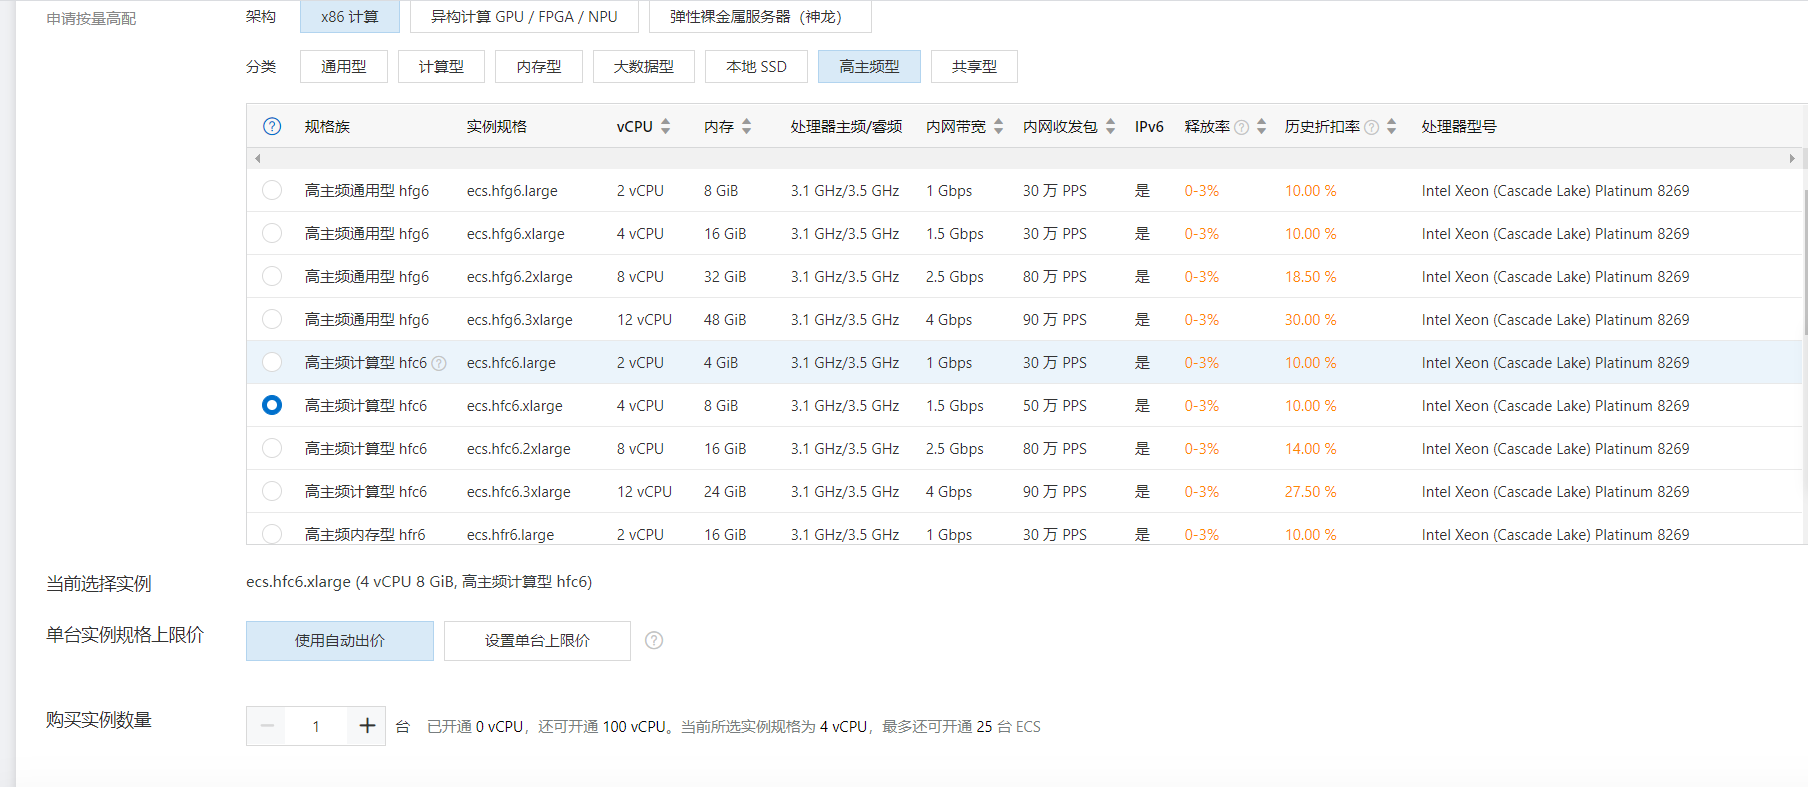 申请按量高配
架构 x86 计算 异构计算 GPU / FPGA / NPU 弹性裸金属服务器（神龙）
分类 通用型 计算型 内存型 大数据型 本地 SSD 高主频型 共享型
规格族 实例规格 vCPU 内存 处理器主频/睿频 内网带宽 内网收发包 IPv6 释放率 历史折扣率 处理器型号
高主频通用型 hfg6 ecs.hfg6.large 2 vCPU 8 GiB 3.1 GHz/3.5 GHz 1 Gbps 30 万 PPS 是 0-3% 10.00 % Intel Xeon (Cascade Lake) Platinum 8269
高主频通用型 hfg6 ecs.hfg6.xlarge 4 vCPU 16 GiB 3.1 GHz/3.5 GHz 1.5 Gbps 30 万 PPS 是 0-3% 10.00 % Intel Xeon (Cascade Lake) Platinum 8269
高主频通用型 hfg6 ecs.hfg6.2xlarge 8 vCPU 32 GiB 3.1 GHz/3.5 GHz 2.5 Gbps 80 万 PPS 是 0-3% 18.50 % Intel Xeon (Cascade Lake) Platinum 8269
高主频通用型 hfg6 ecs.hfg6.3xlarge 12 vCPU 48 GiB 3.1 GHz/3.5 GHz 4 Gbps 90 万 PPS 是 0-3% 30.00 % Intel Xeon (Cascade Lake) Platinum 8269
高主频计算型 hfc6 ecs.hfc6.large 2 vCPU 4 GiB 3.1 GHz/3.5 GHz 1 Gbps 30 万 PPS 是 0-3% 10.00 % Intel Xeon (Cascade Lake) Platinum 8269
高主频计算型 hfc6 ecs.hfc6.xlarge 4 vCPU 8 GiB 3.1 GHz/3.5 GHz 1.5 Gbps 50 万 PPS 是 0-3% 10.00 % Intel Xeon (Cascade Lake) Platinum 8269
高主频计算型 hfc6 ecs.hfc6.2xlarge 8 vCPU 16 GiB 3.1 GHz/3.5 GHz 2.5 Gbps 80 万 PPS 是 0-3% 14.00 % Intel Xeon (Cascade Lake) Platinum 8269
高主频计算型 hfc6 ecs.hfc6.3xlarge 12 vCPU 24 GiB 3.1 GHz/3.5 GHz 4 Gbps 90 万 PPS 是 0-3% 27.50 % Intel Xeon (Cascade Lake) Platinum 8269
高主频内存型 hfr6 ecs.hfr6.large 2 vCPU 16 GiB 3.1 GHz/3.5 GHz 1 Gbps 30 万 PPS 是 0-3% 10.00 % Intel Xeon (Cascade Lake) Platinum 8269
当前选择实例 ecs.hfc6.xlarge (4 vCPU 8 GiB, 高主频计算型 hfc6)
单台实例规格上限价 使用自动出价 设置单台上限价
购买实例数量 1 台 已开通 0 vCPU，还可开通 100 vCPU。当前所选实例规格为 4 vCPU，最多还可开通 25 台 ECS